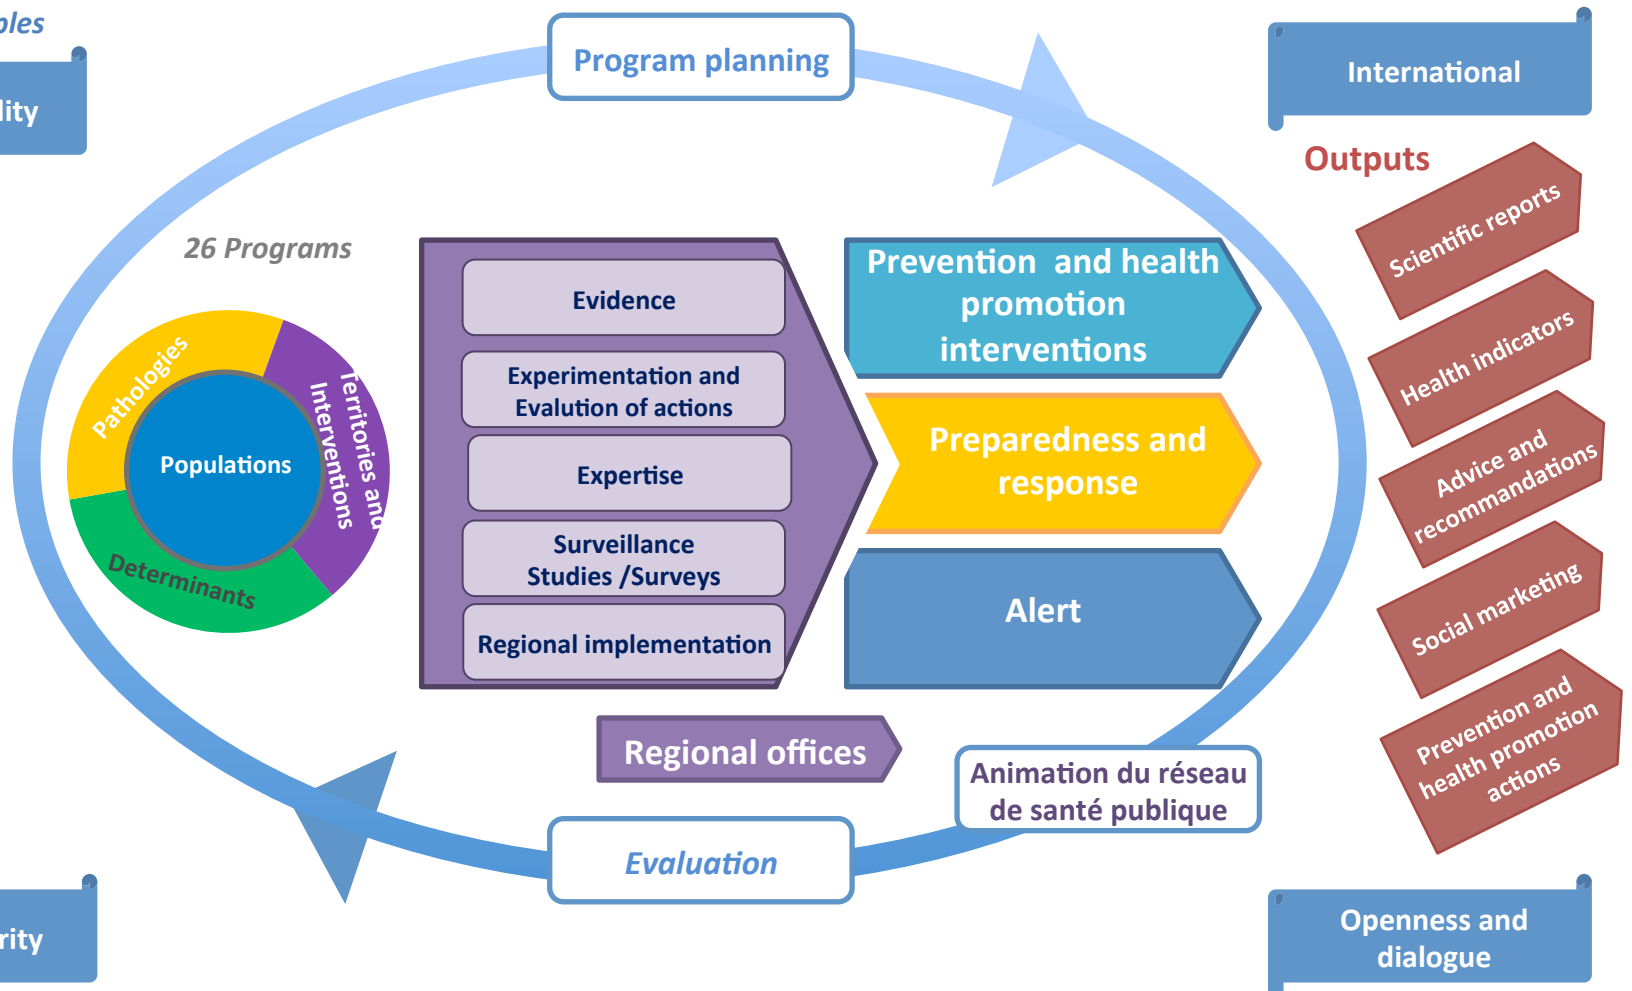 Program planning
International
Outputs
26 Programs
Pathologies
Territories and
Interventions
Populations
Determinants
Evidence
Experimentation and
Evalution of actions
Expertise
Surveillance
Studies /Surveys
Regional implementation
Prevention and health
promotion
interventions
Preparedness and
response
Alert
Scientific reports
Health indicators
Advice and
recommandations
Social marketing
Prevention and
health promotion
actions
Regional offices
Animation du réseau
de santé publique
Evaluation
Openness and
dialogue